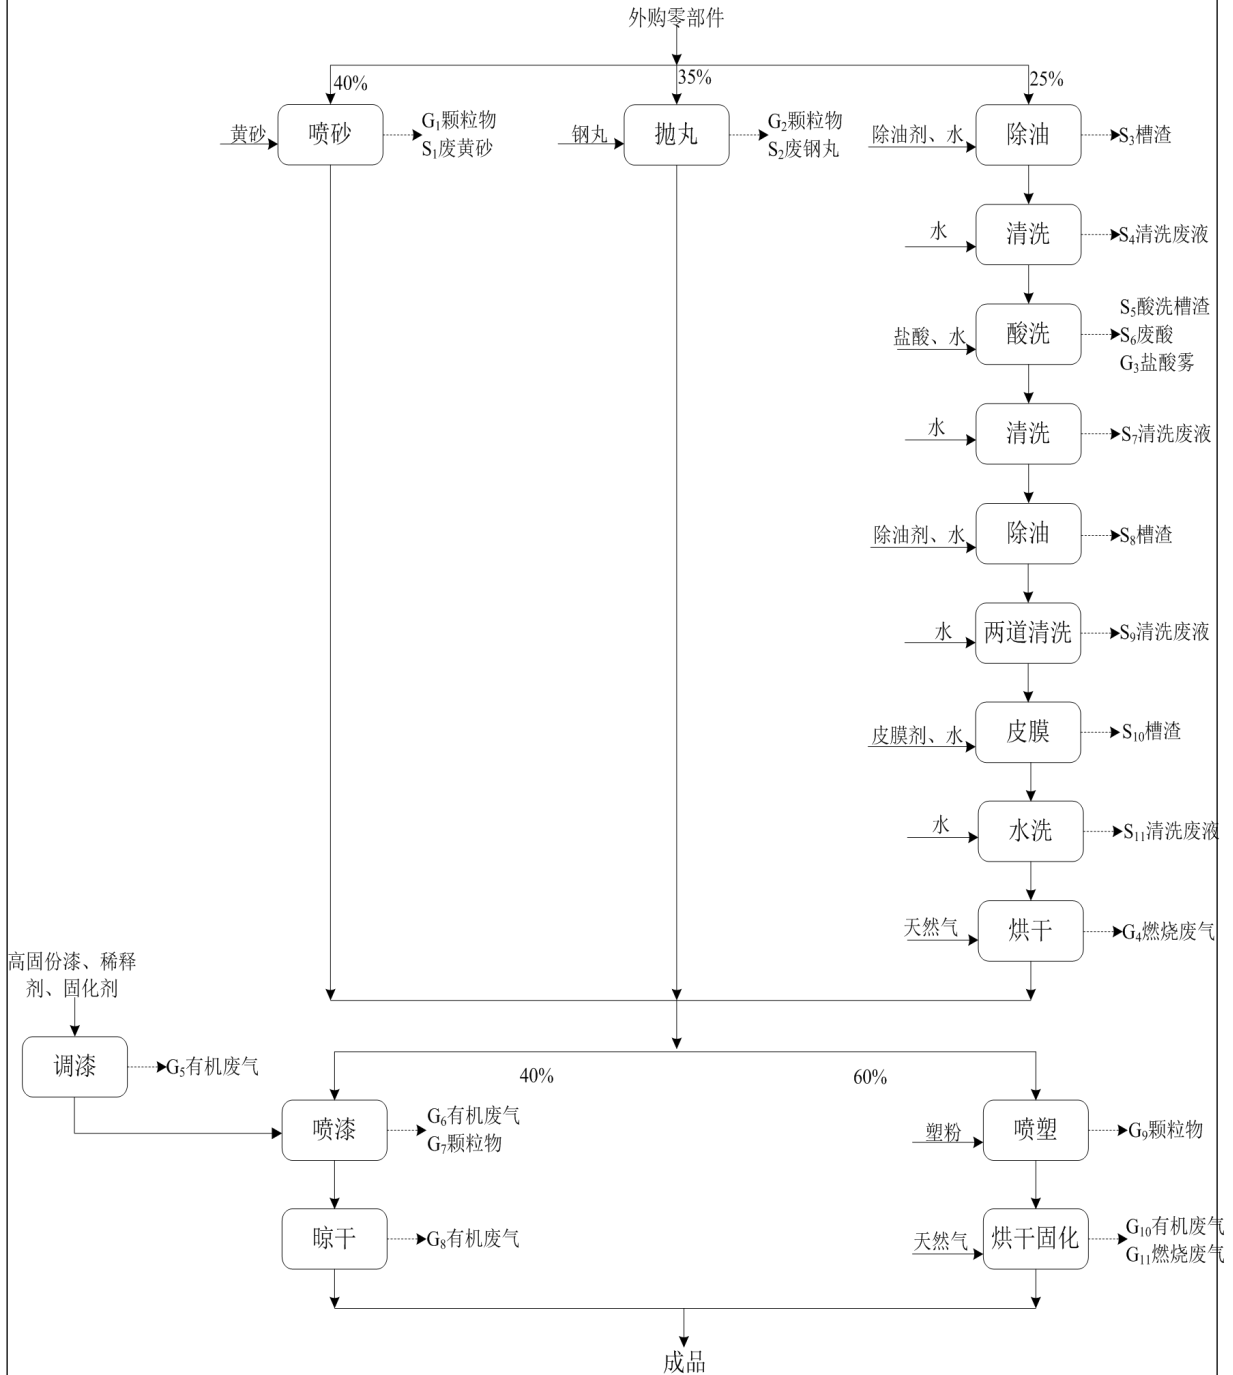 外购零部件
40%
35%
25%
黄砂
喷砂
G₁颗粒物
S₁废黄砂
钢丸
抛丸
G₂颗粒物
S₂废钢丸
除油剂、水
除油
S₃槽渣
水
清洗
S₄清洗废液
盐酸、水
酸洗
S₅酸洗槽渣
S₆废酸
G₃盐酸雾
水
清洗
S₇清洗废液
除油剂、水
除油
S₈槽渣
水
两道清洗
S₉清洗废液
皮膜剂、水
皮膜
S₁₀槽渣
水
水洗
S₁₁清洗废液
天然气
烘干
G₄燃烧废气
高固份漆、稀释
剂、固化剂
调漆
G₅有机废气
40%
60%
喷漆
G₆有机废气
G₇颗粒物
塑粉
喷塑
G₉颗粒物
晾干
G₈有机废气
天然气
烘干固化
G₁₀有机废气
G₁₁燃烧废气
成品